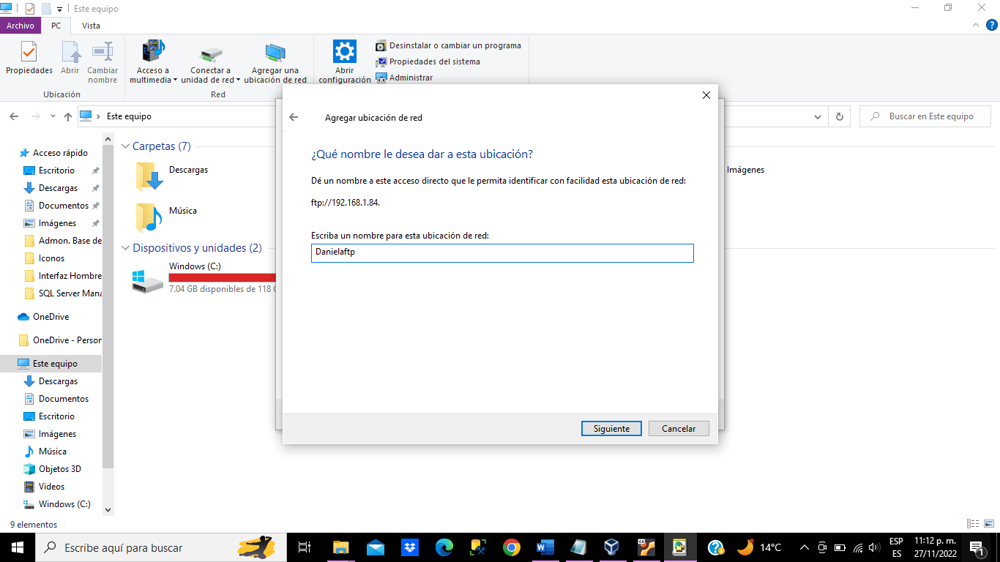 Este equipo
Archivo
PC
Vista
Propiedades
Abrir
Cambiar
nombre
Ubicación
Acceso a
multimedia
Conectar a
unidad de red
Agregar una
ubicación de red
Red
Abrir
configuración
Desinstalar o cambiar un programa
Propiedades del sistema
Administrar
Este equipo
Buscar en Este equipo
Acceso rápido
Escritorio
Descargas
Documentos
Imágenes
Admon. Base de
Iconos
Interfaz Hombre
SQL Server Mana
OneDrive
OneDrive - Person
Este equipo
Descargas
Documentos
Escritorio
Imágenes
Música
Objetos 3D
Videos
Windows (C:)
Carpetas (7)
Descargas
Música
Imágenes
Dispositivos y unidades (2)
Windows (C:)
7.04 GB disponibles de 118
Agregar ubicación de red
¿Qué nombre le desea dar a esta ubicación?
Dé un nombre a este acceso directo que le permita identificar con facilidad esta ubicación de red:
ftp://192.168.1.84.
Escriba un nombre para esta ubicación de red:
Danielaftp
Siguiente
Cancelar
9 elementos
Escribe aquí para buscar
14°C
ESP
ES
11:12 p. m.
27/11/2022
1